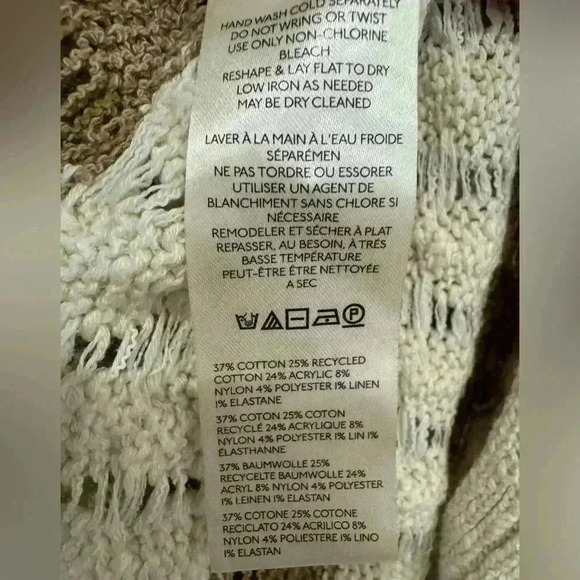 HAND WASH COLD SEPARATELY
DO NOT WRING OR TWIST
USE ONLY NON-CHLORINE
BLEACH
RESHAPE & LAY FLAT TO DRY
LOW IRON AS NEEDED
MAY BE DRY CLEANED
LAVER À LA MAIN À L'EAU FROIDE
SÉPARÉMEN
NE PAS TORDRE OU ESSORER
UTILISER UN AGENT DE
BLANCHIMENT SANS CHLORE SI
NÉCESSAIRE
REMODELER ET SÉCHER À PLAT
REPASSER, AU BESOIN, À TRÉS
BASSE TEMPÉRATURE
PEUT-ÊTRE ÊTRE NETTOYÉE
A SEC
P
37% COTTON 25% RECYCLED
COTTON 24% ACRYLIC 8%
NYLON 4% POLYESTER 1% LINEN
1% ELASTANE
37% COTON 25% COTON
RECYCLÉ 24% ACRYLIQUE 8%
NYLON 4% POLYESTER 1% LIN 1%
ÉLASTHANNE
37% BAUMWOLLE 25%
RECYCELTE BAUMWOLLE 24%
ACRYL 8% NYLON 4% POLYESTER
1% LEINEN 1% ELASTAN
37% COTONE 25% COTONE
RECICLATO 24% ACRILICO 8%
NYLON 4% POLIESTERE 1% LINO
1% ELASTAN